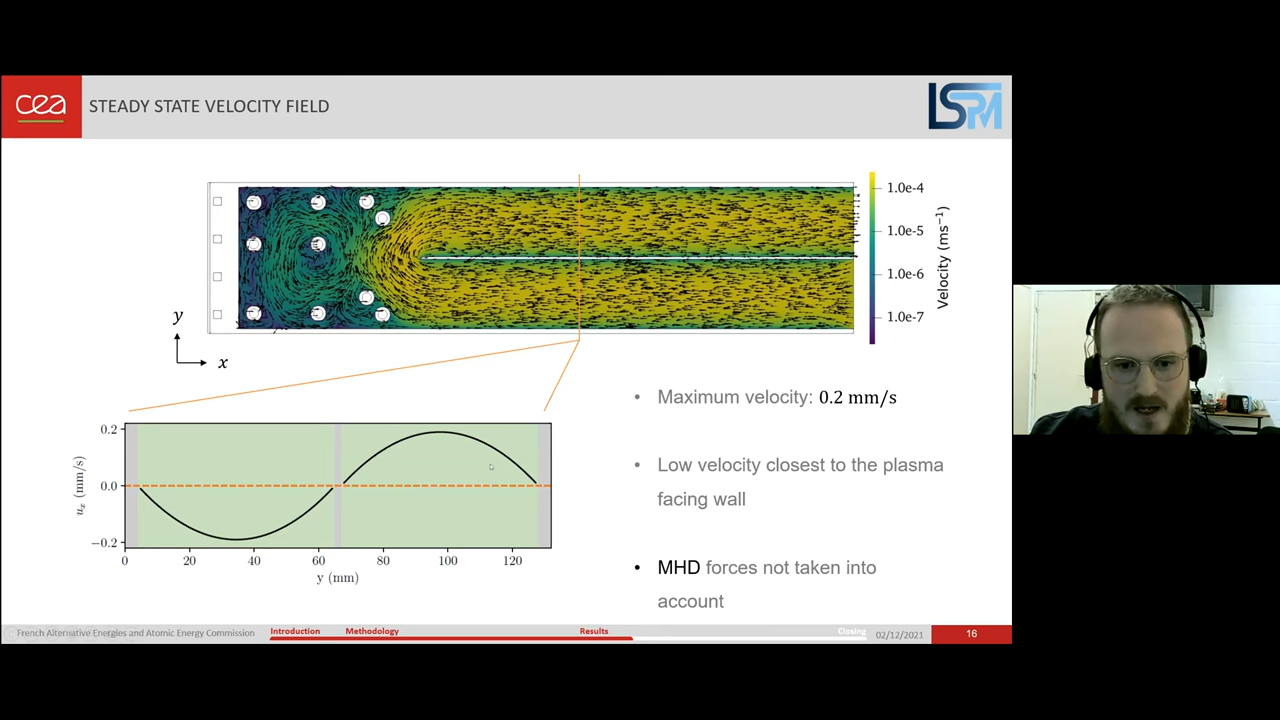 cea
STEADY STATE VELOCITY FIELD
LSPM
1.0e-4
1.0e-5
1.0e-6
1.0e-7
Velocity (ms⁻¹)
y
x
0.2
0.0
−0.2
uₓ (mm/s)
0 20 40 60 80 100 120
y (mm)
• Maximum velocity: 0.2 mm/s
• Low velocity closest to the plasma
facing wall
• MHD forces not taken into
account
French Alternative Energies and Atomic Energy Commission
Introduction Methodology Results Closing
02/12/2021
16